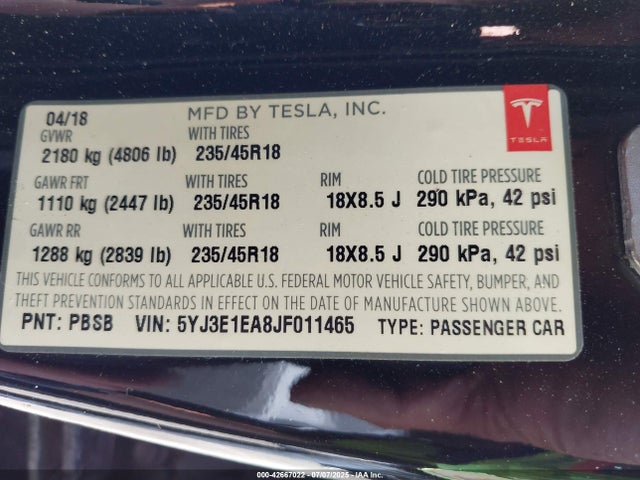 04/18 MFD BY TESLA, INC.
GVWR WITH TIRES
2180 kg (4806 lb) 235/45R18
TESLA
GAWR FRT WITH TIRES RIM COLD TIRE PRESSURE
1110 kg (2447 lb) 235/45R18 18X8.5 J 290 kPa, 42 psi
GAWR RR WITH TIRES RIM COLD TIRE PRESSURE
1288 kg (2839 lb) 235/45R18 18X8.5 J 290 kPa, 42 psi
THIS VEHICLE CONFORMS TO ALL APPLICABLE U.S. FEDERAL MOTOR VEHICLE SAFETY, BUMPER, AND
THEFT PREVENTION STANDARDS IN EFFECT ON THE DATE OF MANUFACTURE SHOWN ABOVE.
PNT: PBSB VIN: 5YJ3E1EA8JF011465 TYPE: PASSENGER CAR
000-42667022 - 07/07/2025 - IAA Inc.